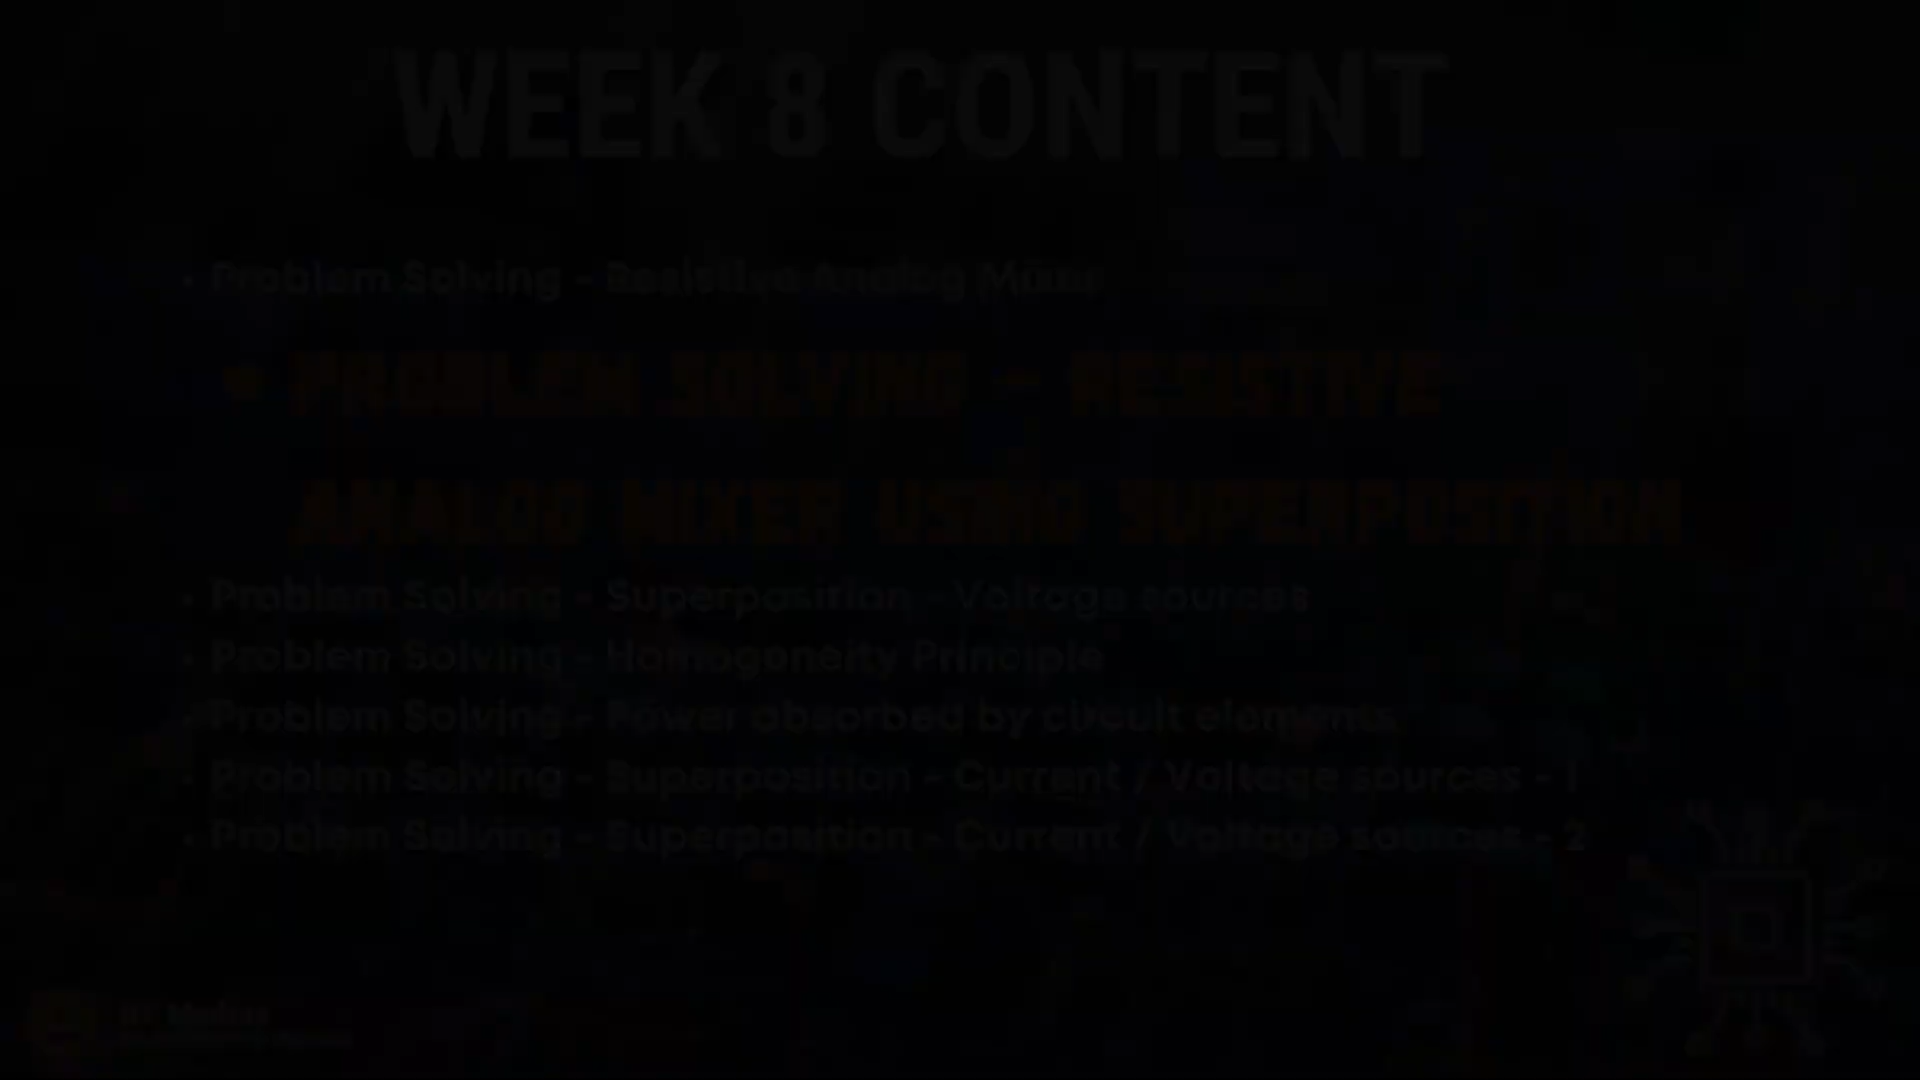 WEEK 8 CONTENT
• Problem Solving - Resistive Analog Mixer
• PROBLEM SOLVING - RESISTIVE
ANALOG MIXER USING SUPERPOSITION
• Problem Solving - Superposition - Voltage sources
• Problem Solving - Homogeneity Principle
• Problem Solving - Power absorbed by circuit elements
• Problem Solving - Superposition - Current / Voltage sources - 1
• Problem Solving - Superposition - Current / Voltage sources - 2